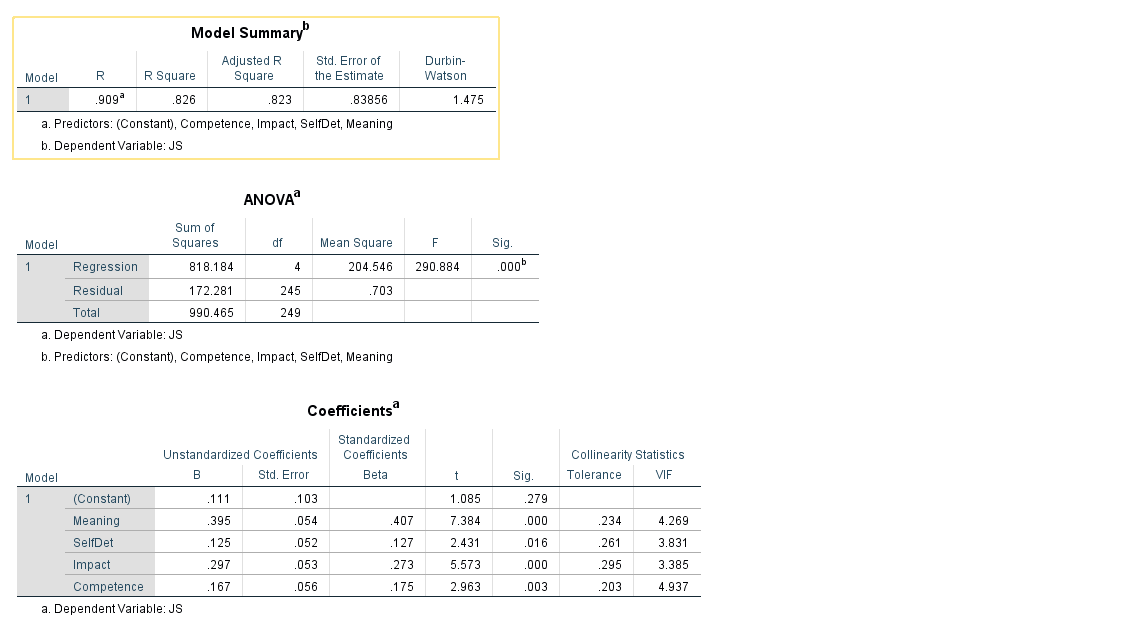 Model Summaryb
Model R R Square Adjusted R Square Std. Error of the Estimate Durbin-Watson
1 .909a .826 .823 .83856 1.475
a. Predictors: (Constant), Competence, Impact, SelfDet, Meaning
b. Dependent Variable: JS
ANOVAa
Model Sum of Squares df Mean Square F Sig.
1 Regression 818.184 4 204.546 290.884 .000b
Residual 172.281 245 .703
Total 990.465 249
a. Dependent Variable: JS
b. Predictors: (Constant), Competence, Impact, SelfDet, Meaning
Coefficientsa
Unstandardized Coefficients Standardized Coefficients Collinearity Statistics
Model B Std. Error Beta t Sig. Tolerance VIF
1 (Constant) .111 .103 1.085 .279
Meaning .395 .054 .407 7.384 .000 .234 4.269
SelfDet .125 .052 .127 2.431 .016 .261 3.831
Impact .297 .053 .273 5.573 .000 .295 3.385
Competence .167 .056 .175 2.963 .003 .203 4.937
a. Dependent Variable: JS